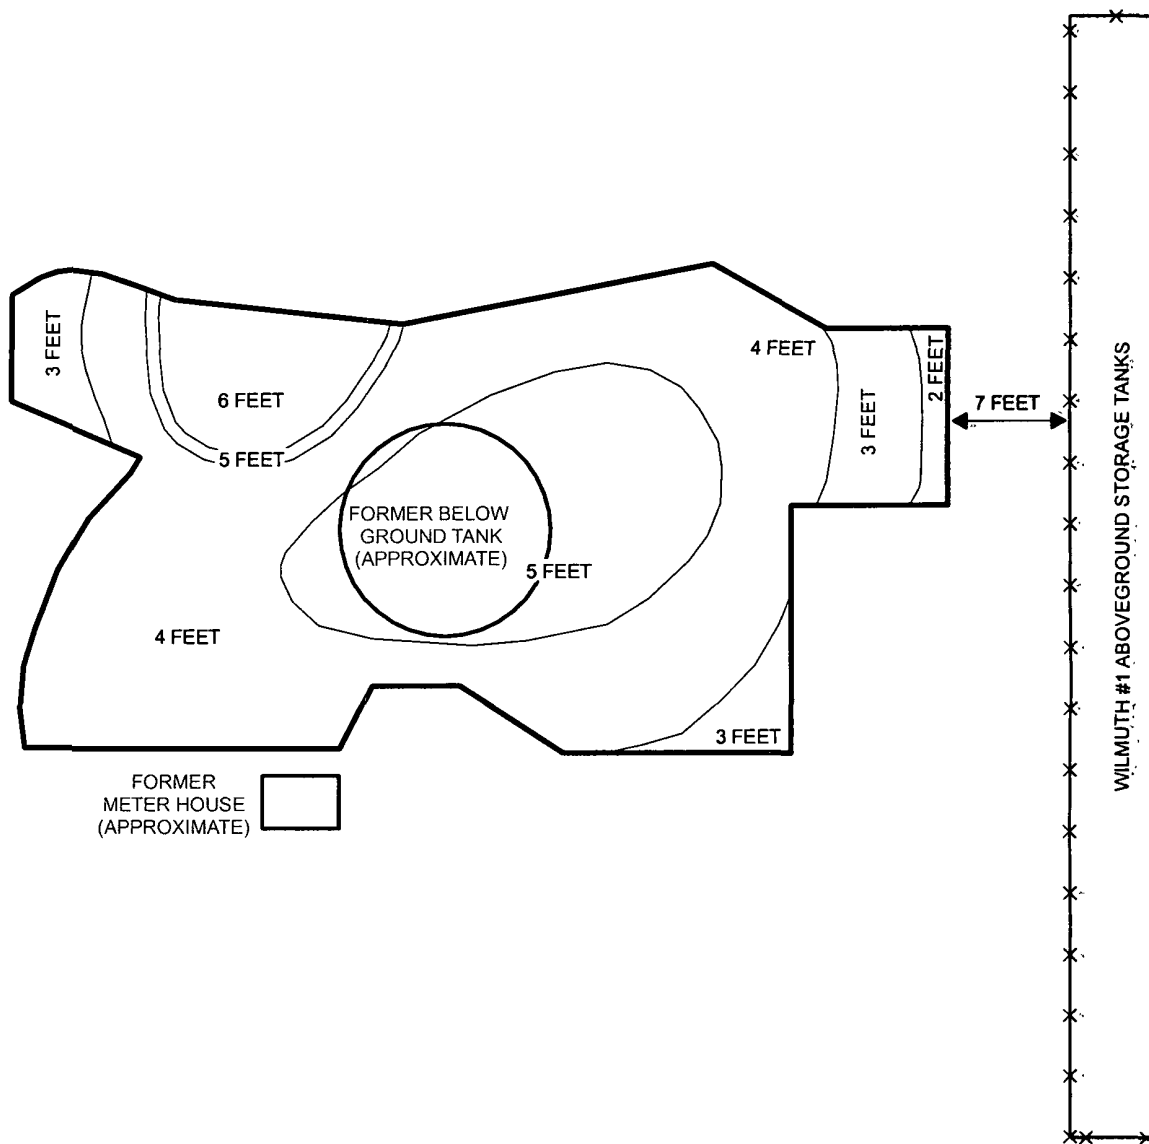 3 FEET
6 FEET
5 FEET
4 FEET
3 FEET
2 FEET
7 FEET
WILMUTH #1 ABOVEGROUND STORAGE TANKS
FORMER BELOW
GROUND TANK
(APPROXIMATE)
5 FEET
4 FEET
3 FEET
FORMER
METER HOUSE
(APPROXIMATE)